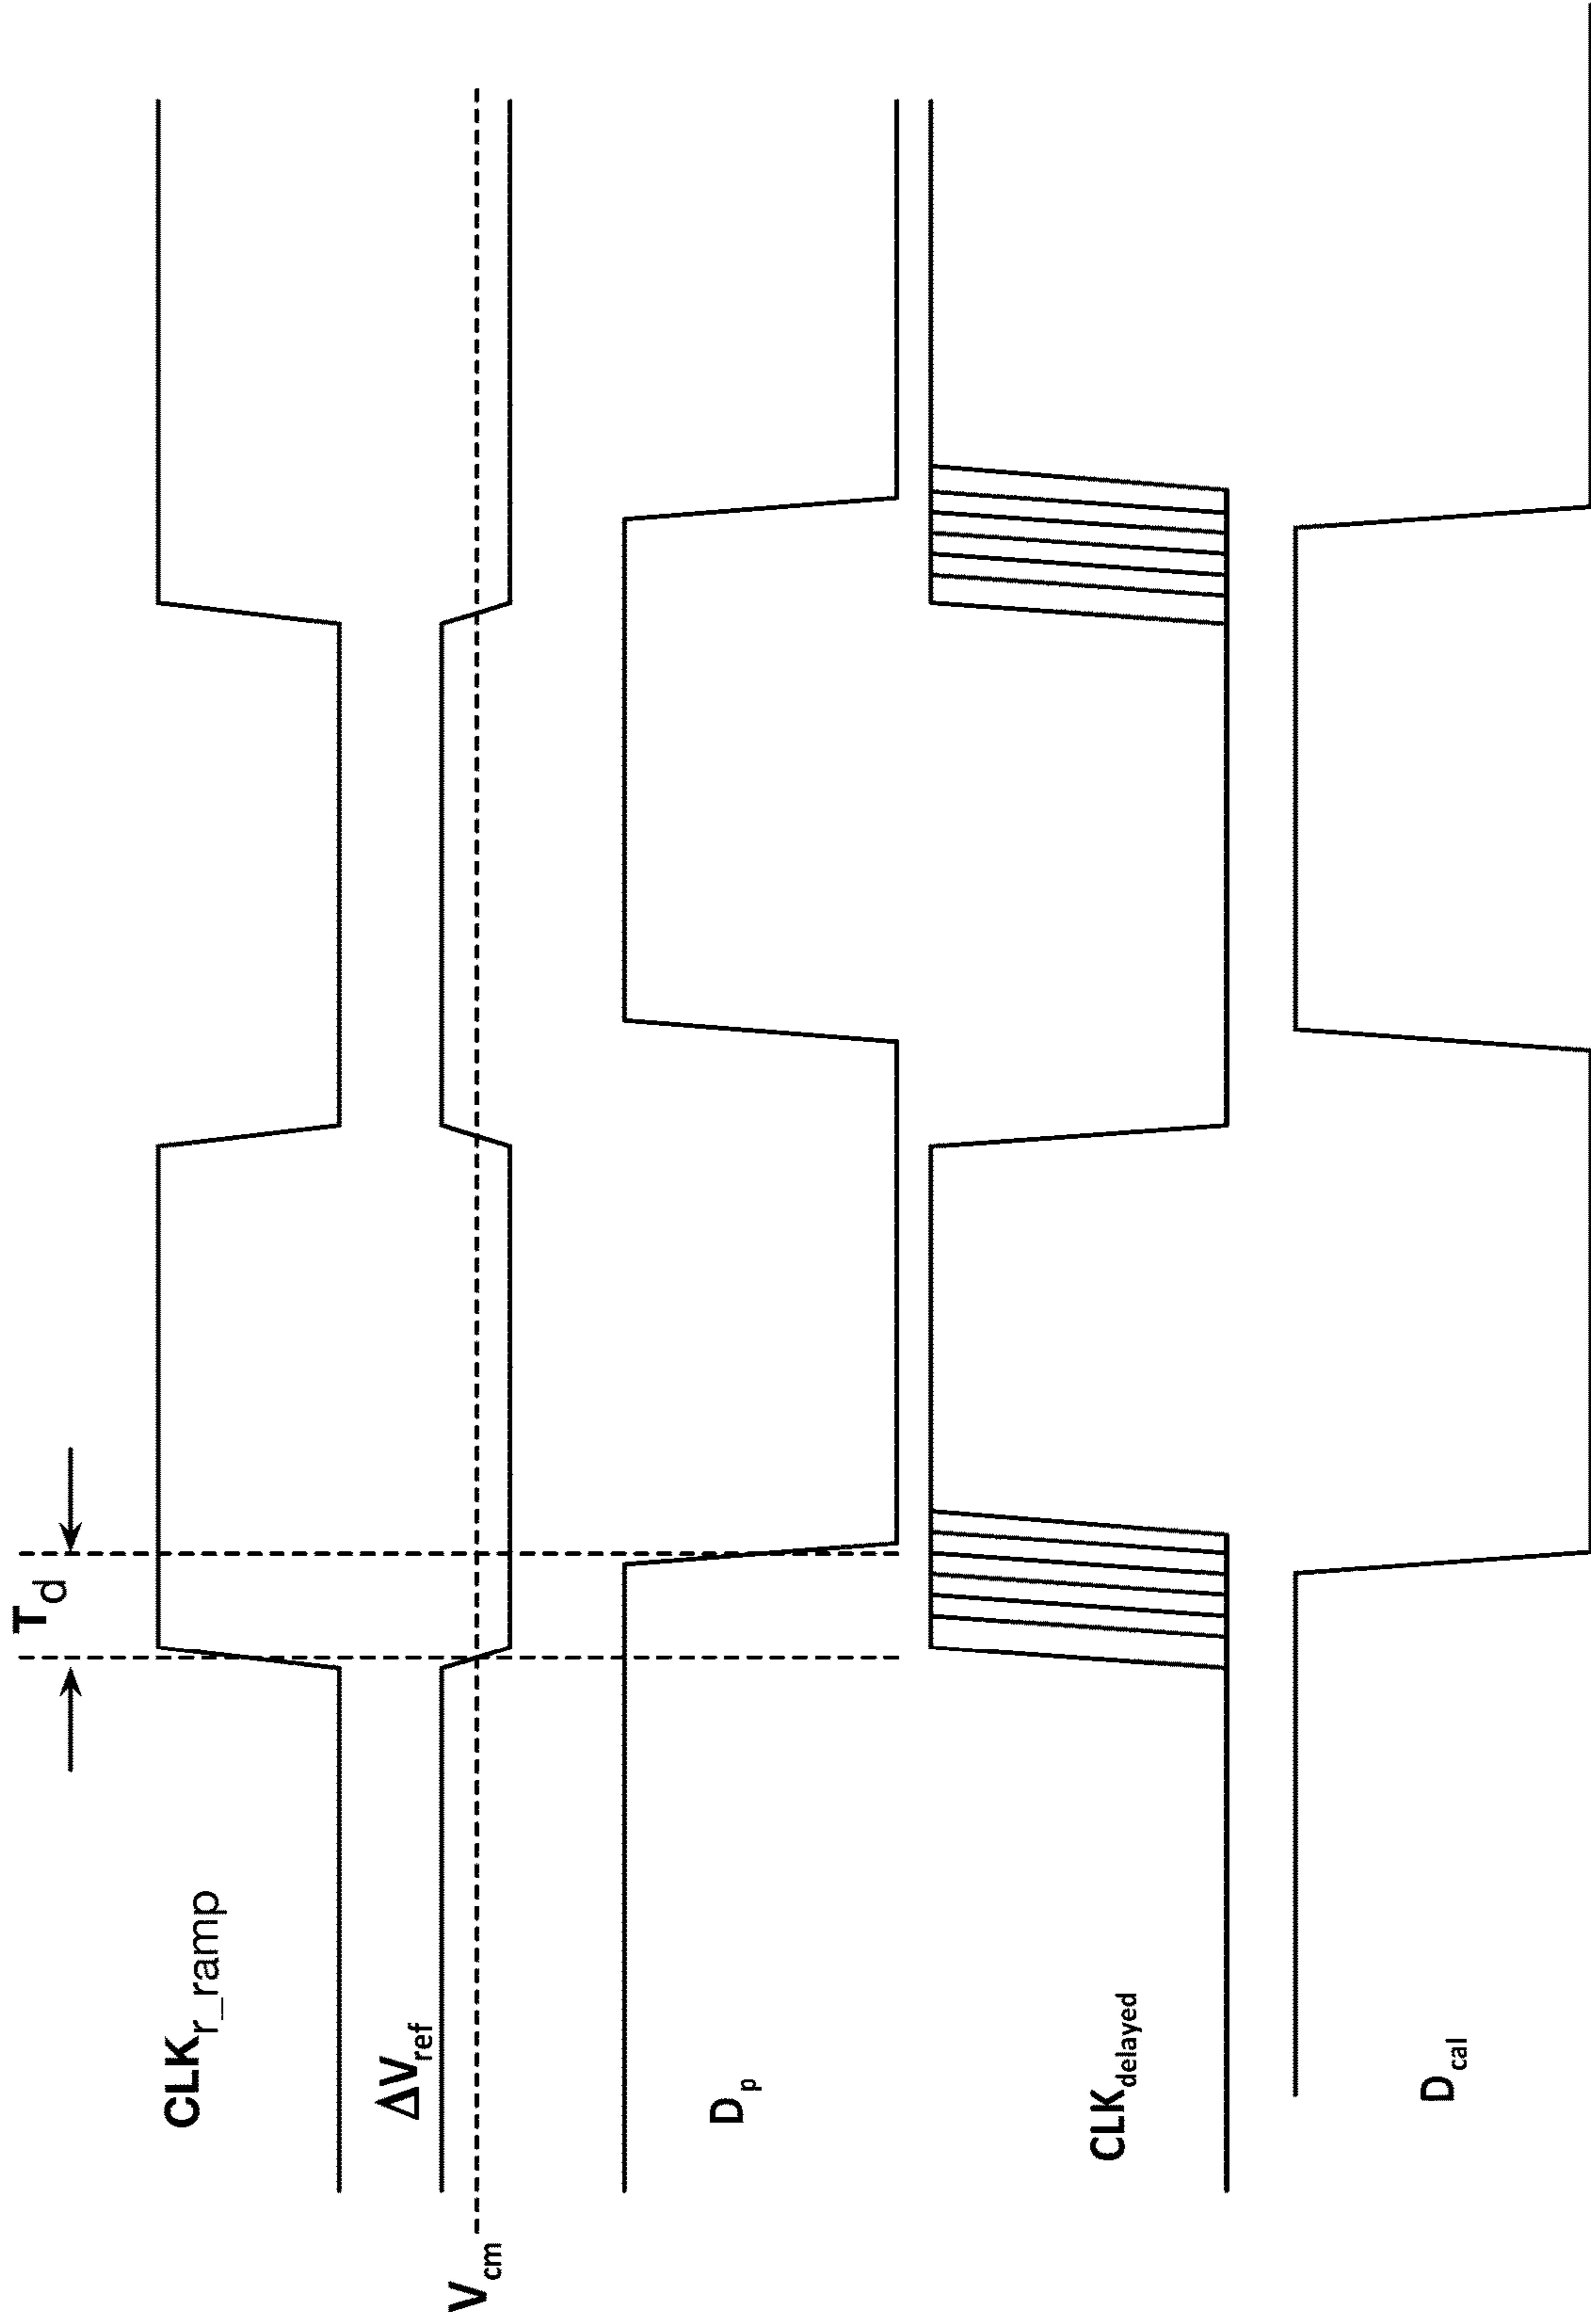 T_d
CLK_r_ramp
ΔV_ref
V_cm
D_p
CLK_delayed
D_cal